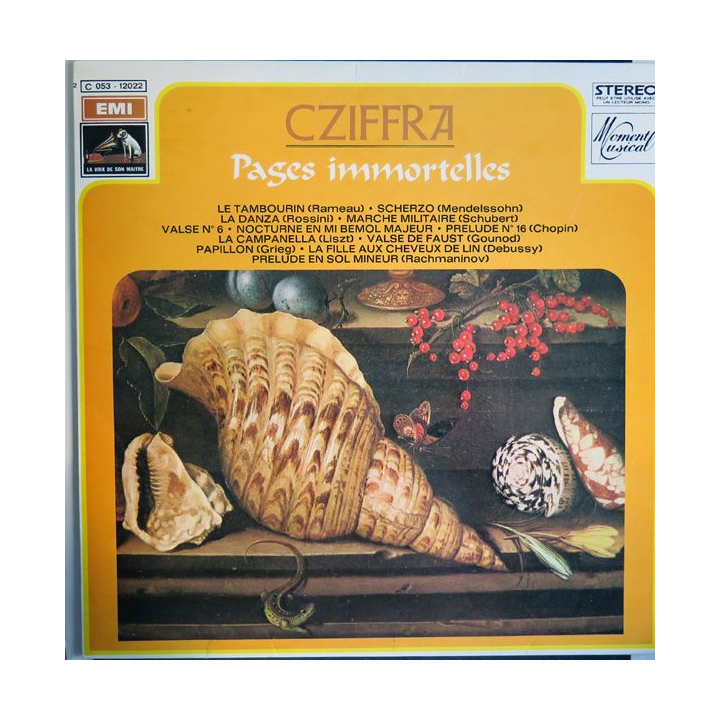 2 C 053 - 12022
EMI
LA VOIX DE SON MAITRE
STEREO
PEUT ETRE UTILISE AVEC
UN LECTEUR MONO
Moment
Musical
CZIFFRA
Pages immortelles
LE TAMBOURIN (Rameau) • SCHERZO (Mendelssohn)
LA DANZA (Rossini) • MARCHE MILITAIRE (Schubert)
VALSE N° 6 • NOCTURNE EN MI BEMOL MAJEUR • PRELUDE N° 16 (Chopin)
LA CAMPANELLA (Liszt) • VALSE DE FAUST (Gounod)
PAPILLON (Grieg) • LA FILLE AUX CHEVEUX DE LIN (Debussy)
PRELUDE EN SOL MINEUR (Rachmaninov)